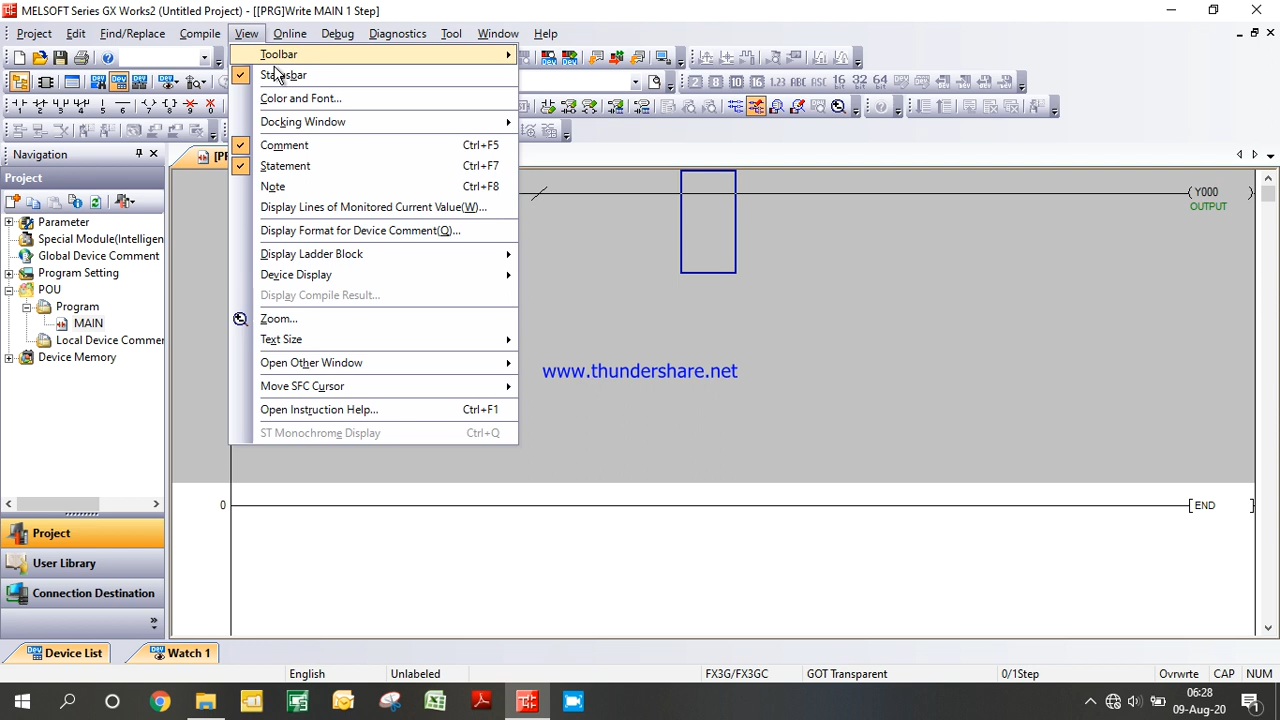 MELSOFT Series GX Works2 (Untitled Project) - [[PRG]Write MAIN 1 Step]
Project Edit Find/Replace Compile View Online Debug Diagnostics Tool Window Help
Toolbar
Statusbar
Color and Font...
Docking Window
Comment Ctrl+F5
Statement Ctrl+F7
Note Ctrl+F8
Display Lines of Monitored Current Value(W)...
Display Format for Device Comment(O)...
Display Ladder Block
Device Display
Display Compile Result...
Zoom...
Text Size
Open Other Window
Move SFC Cursor
Open Instruction Help... Ctrl+F1
ST Monochrome Display Ctrl+Q
Navigation
Project
Parameter
Special Module(Intelligen
Global Device Comment
Program Setting
POU
Program
MAIN
Local Device Commer
Device Memory
Project
User Library
Connection Destination
[PR
Y000
OUTPUT
www.thundershare.net
0
END
Device List Watch 1
English Unlabeled FX3G/FX3GC GOT Transparent 0/1Step Ovrwrte CAP NUM
06:28
09-Aug-20